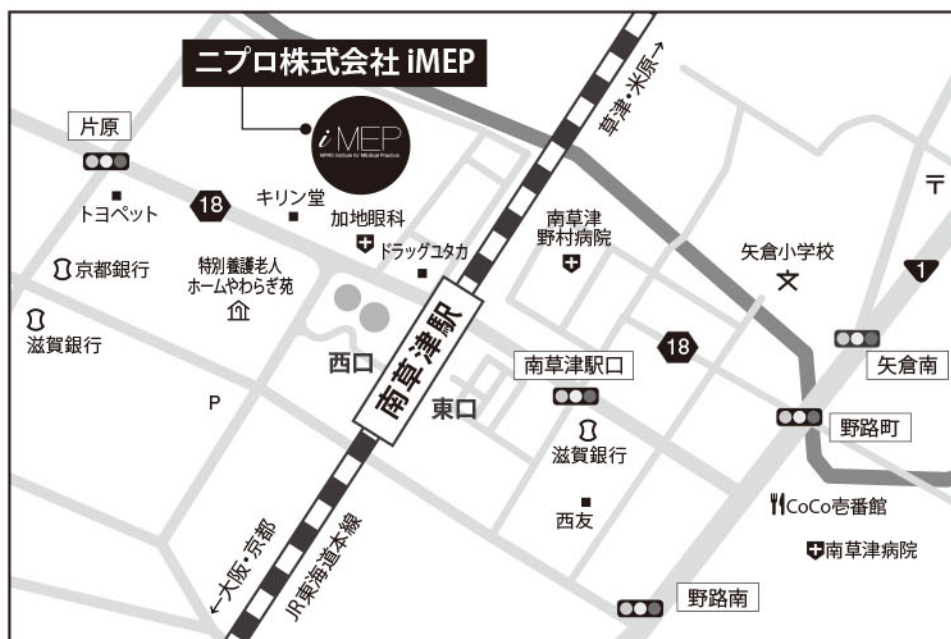 ニプロ株式会社 iMEP
i MEP
NIPRO Institute for MEdical Practice
草津・米原→
片原
トヨペット
18
キリン堂
加地眼科
ドラッグユタカ
南草津
野村病院
矢倉小学校
〒
1
京都銀行
特別養護老人
ホームやわらぎ苑
滋賀銀行
西口
南草津駅
東口
P
南草津駅口
18
矢倉南
野路町
滋賀銀行
西友
CoCo壱番館
南草津病院
野路南
←大阪・京都
JR東海道本線